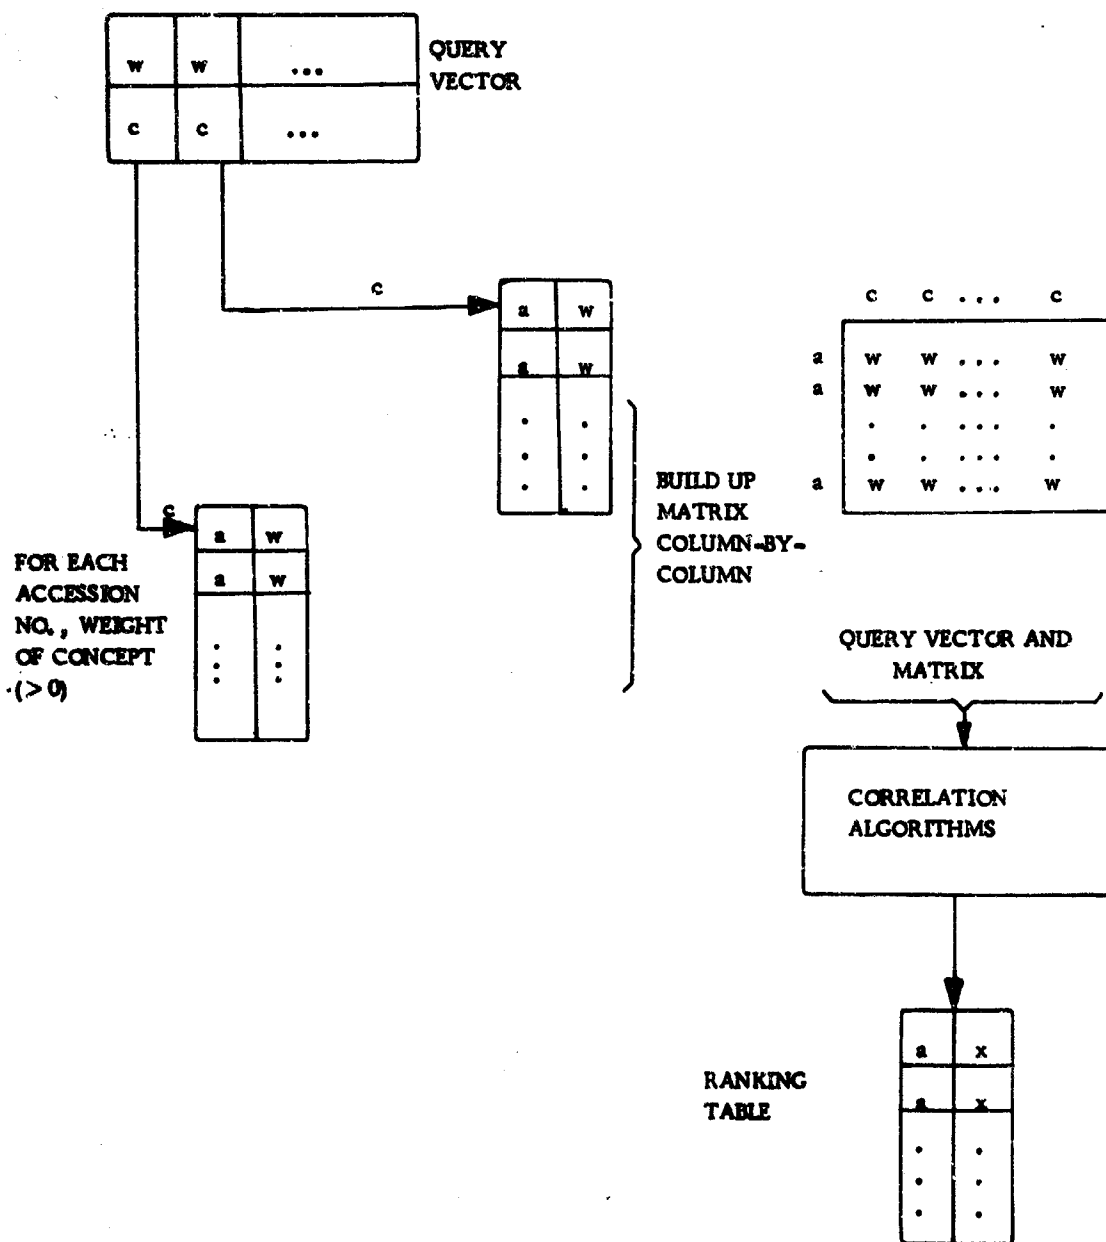 w w ...
QUERY
VECTOR
c c ...
c
a w
a w
. .
. .
. .
c c ... c
a w w ... w
a w w ... w
. . ... .
. . ... .
a w w ... w
BUILD UP
MATRIX
COLUMN-BY-
COLUMN
c
a w
a w
. .
. .
. .
FOR EACH
ACCESSION
NO., WEIGHT
OF CONCEPT
(> 0)
QUERY VECTOR AND
MATRIX
CORRELATION
ALGORITHMS
RANKING
TABLE
a x
a x
. .
. .
. .